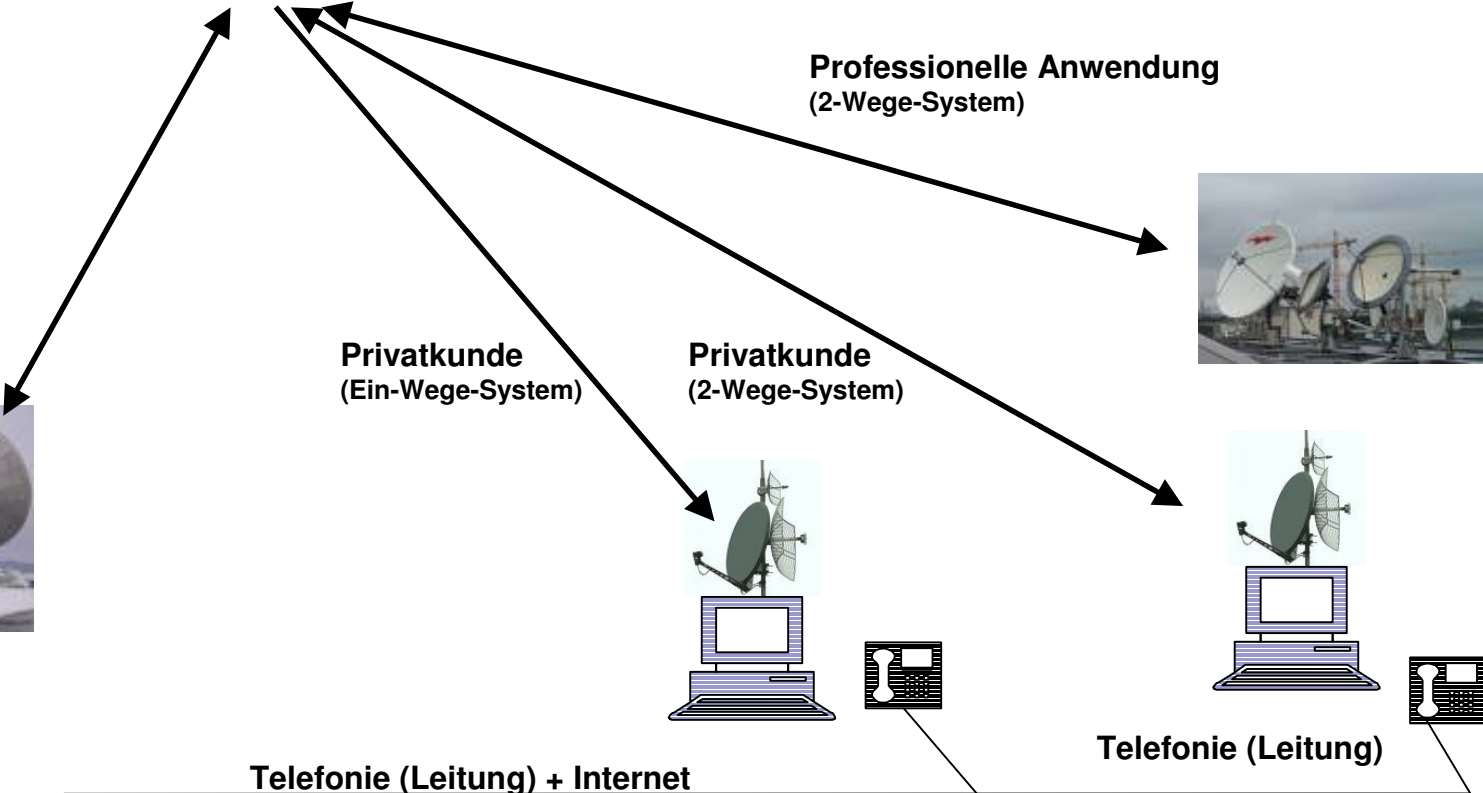 Professionelle Anwendung
(2-Wege-System)
Privatkunde
(Ein-Wege-System)
Privatkunde
(2-Wege-System)
Telefonie (Leitung)
Telefonie (Leitung) + Internet